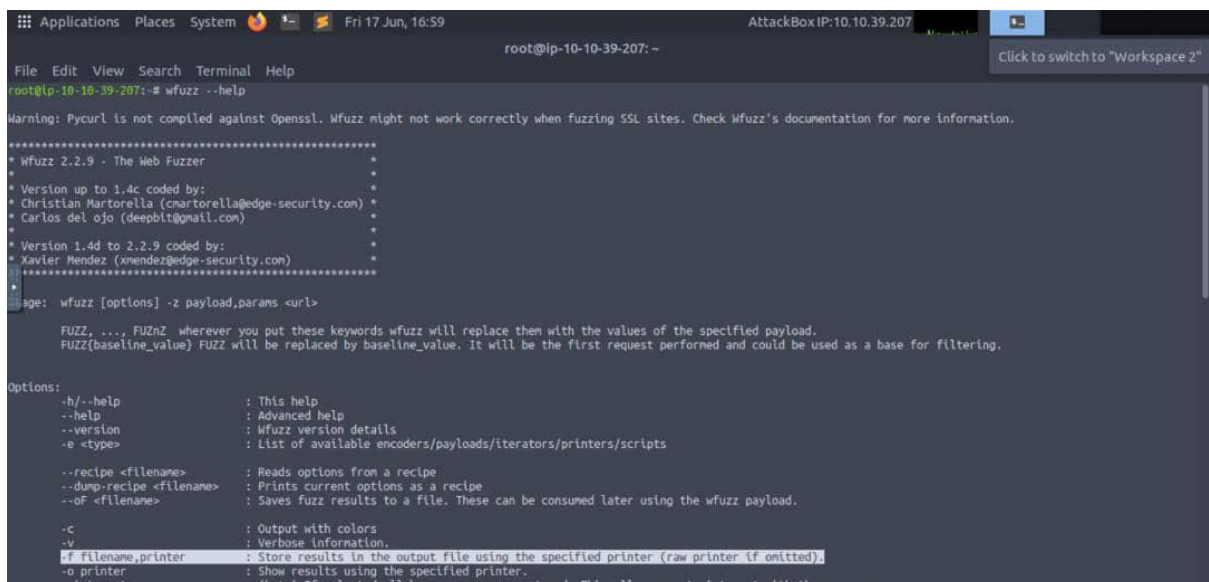 Applications Places System Fri 17 Jun, 16:59 AttackBox IP:10.10.39.207
root@ip-10-10-39-207: ~
Click to switch to "Workspace 2"
File Edit View Search Terminal Help
root@ip-10-10-39-207:~# wfuzz --help
Warning: Pycurl is not compiled against Openssl. Wfuzz might not work correctly when fuzzing SSL sites. Check Wfuzz's documentation for more information.
********************************************************
* Wfuzz 2.2.9 - The Web Fuzzer *
* *
* Version up to 1.4c coded by: *
* Christian Martorella (cmartorella@edge-security.com) *
* Carlos del ojo (deepbit@gmail.com) *
* *
* Version 1.4d to 2.2.9 coded by: *
* Xavier Mendez (xmendez@edge-security.com) *
********************************************************
age: wfuzz [options] -z payload,params <url>
FUZZ, ..., FUZnZ wherever you put these keywords wfuzz will replace them with the values of the specified payload.
FUZZ{baseline_value} FUZZ will be replaced by baseline_value. It will be the first request performed and could be used as a base for filtering.
Options:
-h/--help : This help
--help : Advanced help
--version : Wfuzz version details
-e <type> : List of available encoders/payloads/iterators/printers/scripts
--recipe <filename> : Reads options from a recipe
--dump-recipe <filename> : Prints current options as a recipe
--oF <filename> : Saves fuzz results to a file. These can be consumed later using the wfuzz payload.
-c : Output with colors
-v : Verbose information.
-f filename,printer : Store results in the output file using the specified printer (raw printer if omitted).
-o printer : Show results using the specified printer.